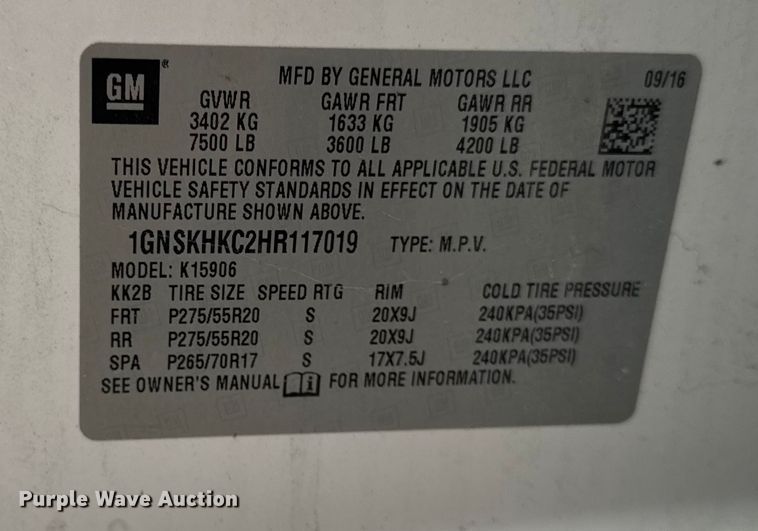 GM®
MFD BY GENERAL MOTORS LLC 09/16
GVWR GAWR FRT GAWR RR
3402 KG 1633 KG 1905 KG
7500 LB 3600 LB 4200 LB
THIS VEHICLE CONFORMS TO ALL APPLICABLE U.S. FEDERAL MOTOR
VEHICLE SAFETY STANDARDS IN EFFECT ON THE DATE OF
MANUFACTURE SHOWN ABOVE.
1GNSKHKC2HR117019 TYPE: M.P.V.
MODEL: K15906
KK2B TIRE SIZE SPEED RTG RIM COLD TIRE PRESSURE
FRT P275/55R20 S 20X9J 240KPA(35PSI)
RR P275/55R20 S 20X9J 240KPA(35PSI)
SPA P265/70R17 S 17X7.5J 240KPA(35PSI)
SEE OWNER'S MANUAL i FOR MORE INFORMATION.
Purple Wave Auction